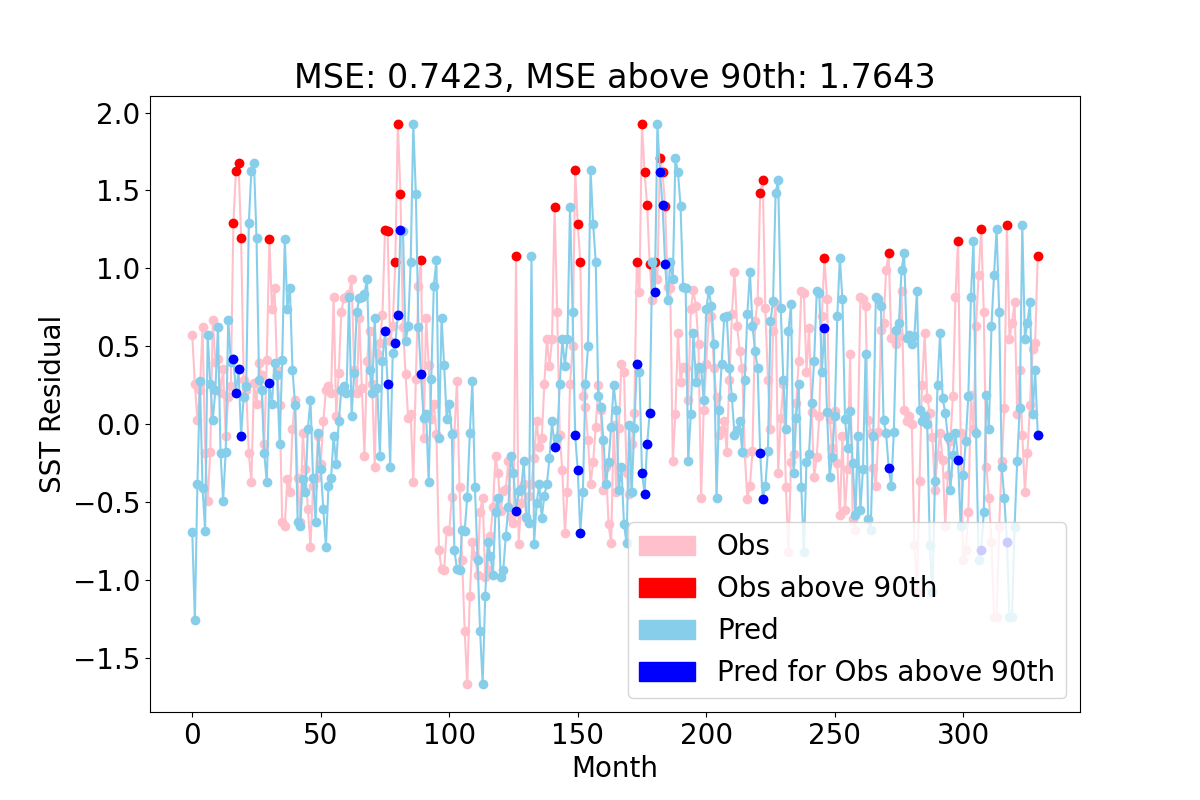 MSE: 0.7423, MSE above 90th: 1.7643
2.0
1.5
1.0
0.5
0.0
−0.5
−1.0
−1.5
SST Residual
Obs
Obs above 90th
Pred
Pred for Obs above 90th
0 50 100 150 200 250 300
Month